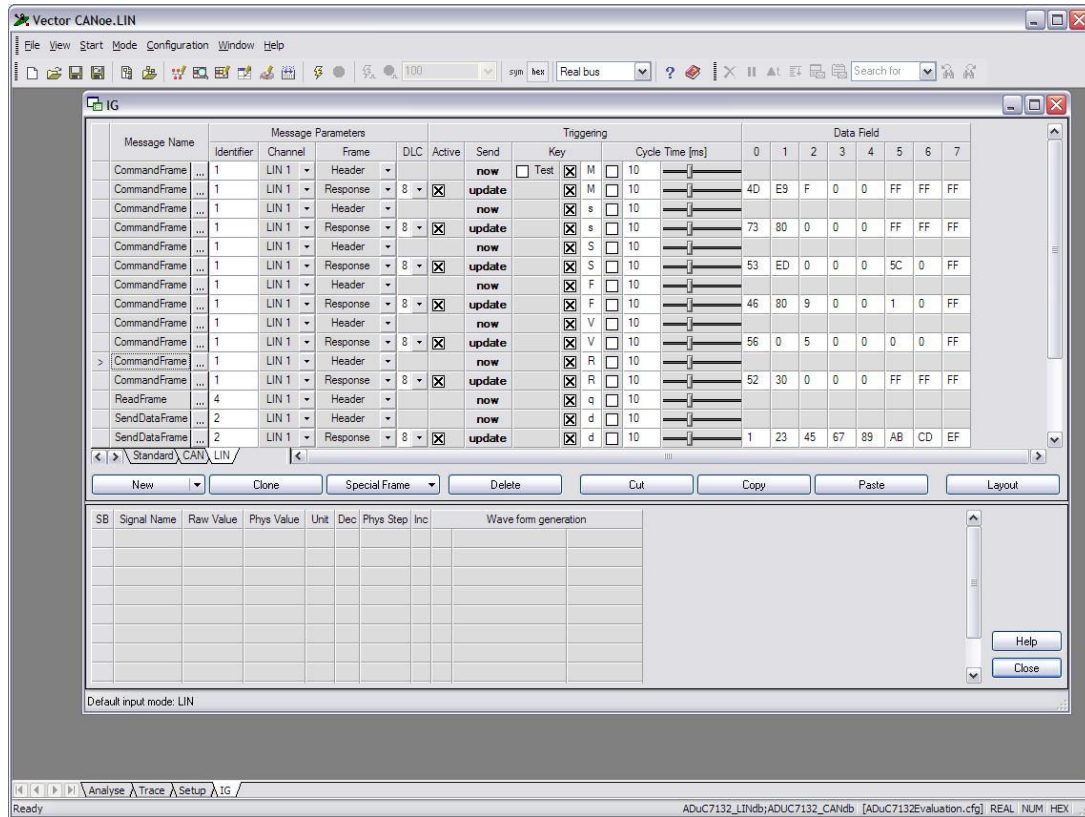 Vector CANoe.LIN
File View Start Mode Configuration Window Help
100 sym hex Real bus Search for
IG
Message Name Message Parameters Triggering Data Field
Identifier Channel Frame DLC Active Send Key Cycle Time [ms] 0 1 2 3 4 5 6 7
CommandFrame ... 1 LIN 1 Header now Test M 10
CommandFrame ... 1 LIN 1 Response 8 update M 10 4D E9 F 0 0 FF FF FF
CommandFrame ... 1 LIN 1 Header now s 10
CommandFrame ... 1 LIN 1 Response 8 update s 10 73 80 0 0 0 FF FF FF
CommandFrame ... 1 LIN 1 Header now S 10
CommandFrame ... 1 LIN 1 Response 8 update S 10 53 ED 0 0 0 5C 0 FF
CommandFrame ... 1 LIN 1 Header now F 10
CommandFrame ... 1 LIN 1 Response 8 update F 10 46 80 9 0 0 1 0 FF
CommandFrame ... 1 LIN 1 Header now V 10
CommandFrame ... 1 LIN 1 Response 8 update V 10 56 0 5 0 0 0 0 FF
> CommandFrame ... 1 LIN 1 Header now R 10
CommandFrame ... 1 LIN 1 Response 8 update R 10 52 30 0 0 0 FF FF FF
ReadFrame ... 4 LIN 1 Header now q 10
SendDataFrame ... 2 LIN 1 Header now d 10
SendDataFrame ... 2 LIN 1 Response 8 update d 10 1 23 45 67 89 AB CD EF
Standard CAN LIN
New Clone Special Frame Delete Cut Copy Paste Layout
SB Signal Name Raw Value Phys Value Unit Dec Phys Step Inc Wave form generation
Help
Close
Default input mode: LIN
Analyse Trace Setup IG
Ready ADuC7132_LINdb;ADUC7132_CANdb [ADuC7132Evaluation.cfg] REAL NUM HEX